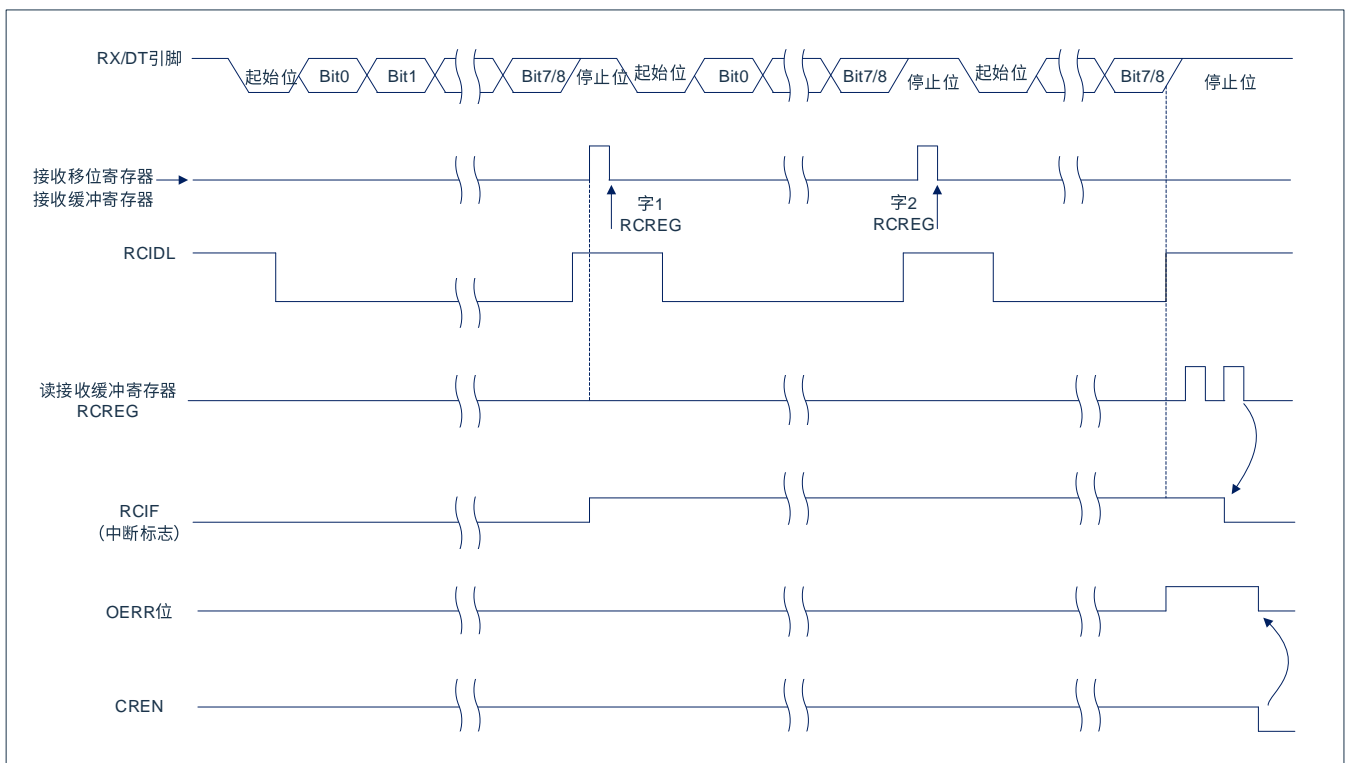 RX/DT引脚
起始位 Bit0 Bit1 Bit7/8 停止位 起始位 Bit0 Bit7/8 停止位 起始位 Bit7/8 停止位
接收移位寄存器
接收缓冲寄存器
字1
RCREG
字2
RCREG
RCIDL
读接收缓冲寄存器
RCREG
RCIF
（中断标志）
OERR位
CREN